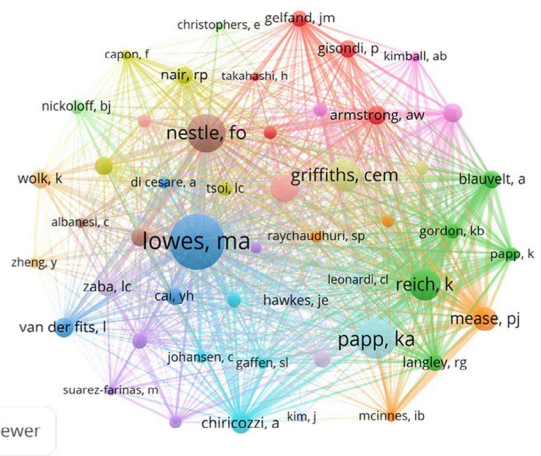 christophers, e
gelfand, jm
capon, f
gisondi, p
kimball, ab
nair, rp
takahashi, h
nickoloff, bj
armstrong, aw
nestle, fo
wolk, k
di cesare, a
tsoi, lc
griffiths, cem
blauvelt, a
albanesi, c
lowes, ma
raychaudhuri, sp
gordon, kb
zheng, y
papp, k
zaba, lc
cai, yh
leonardi, cl
hawkes, je
reich, k
van der fits, l
mease, pj
papp, ka
johansen, c
gaffen, sl
langley, rg
suarez-farinas, m
chiricozzi, a
kim, j
mcinnes, ib
ewer